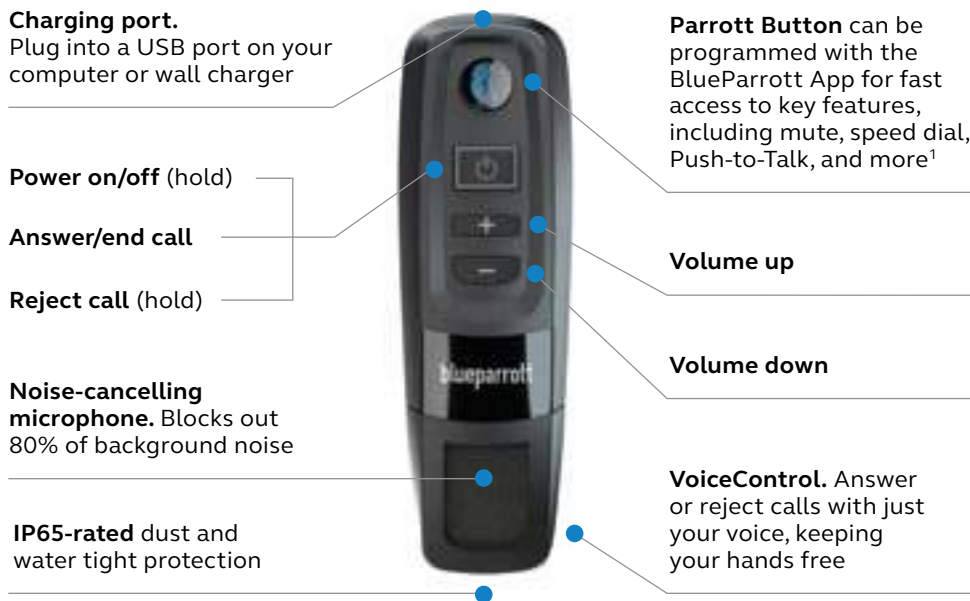 Charging port.
Plug into a USB port on your
computer or wall charger
Power on/off (hold)
Answer/end call
Reject call (hold)
Noise-cancelling
microphone. Blocks out
80% of background noise
IP65-rated dust and
water tight protection
blueparrott
Parrott Button can be
programmed with the
BlueParrott App for fast
access to key features,
including mute, speed dial,
Push-to-Talk, and more¹
Volume up
Volume down
VoiceControl. Answer
or reject calls with just
your voice, keeping
your hands free